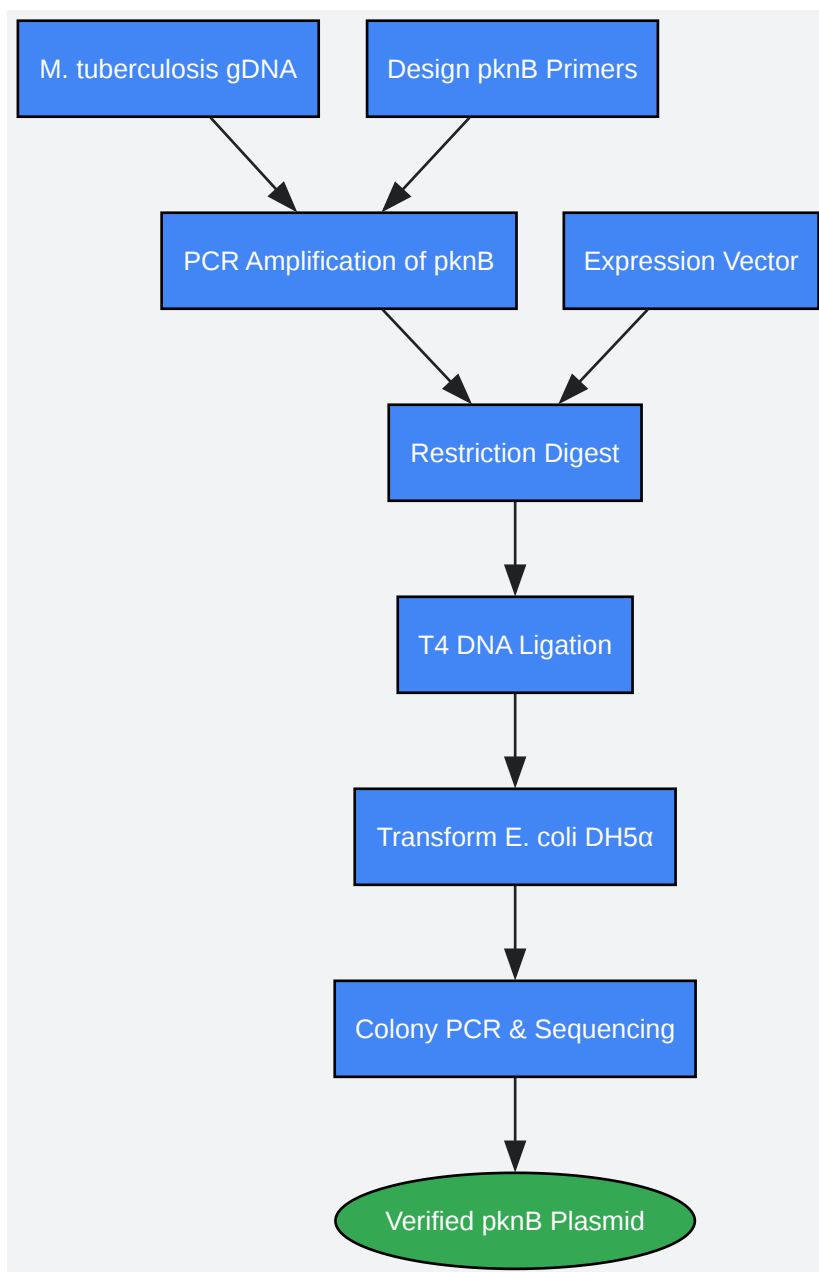 M. tuberculosis gDNA
Design pknB Primers
PCR Amplification of pknB
Expression Vector
Restriction Digest
T4 DNA Ligation
Transform E. coli DH5α
Colony PCR & Sequencing
Verified pknB Plasmid